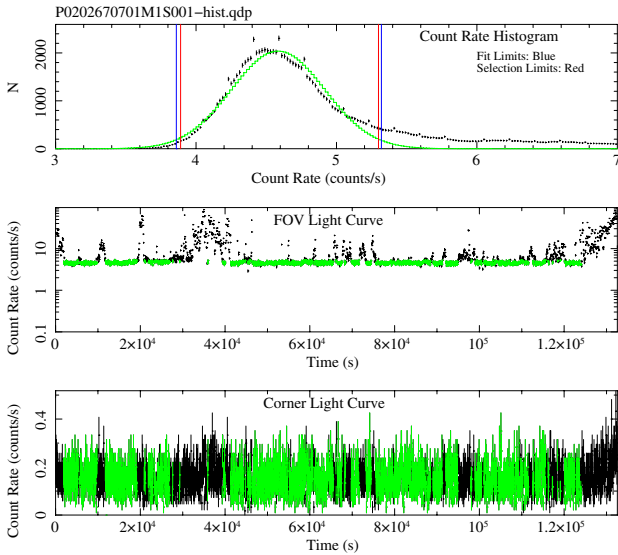 P0202670701M1S001−hist.qdp
Count Rate Histogram
Fit Limits: Blue
Selection Limits: Red
N
0 1000 2000
3 4 5 6 7
Count Rate (counts/s)
FOV Light Curve
Count Rate (counts/s)
0.1 1 10
0 2×10⁴ 4×10⁴ 6×10⁴ 8×10⁴ 10⁵ 1.2×10⁵
Time (s)
Corner Light Curve
Count Rate (counts/s)
0 0.2 0.4
0 2×10⁴ 4×10⁴ 6×10⁴ 8×10⁴ 10⁵ 1.2×10⁵
Time (s)